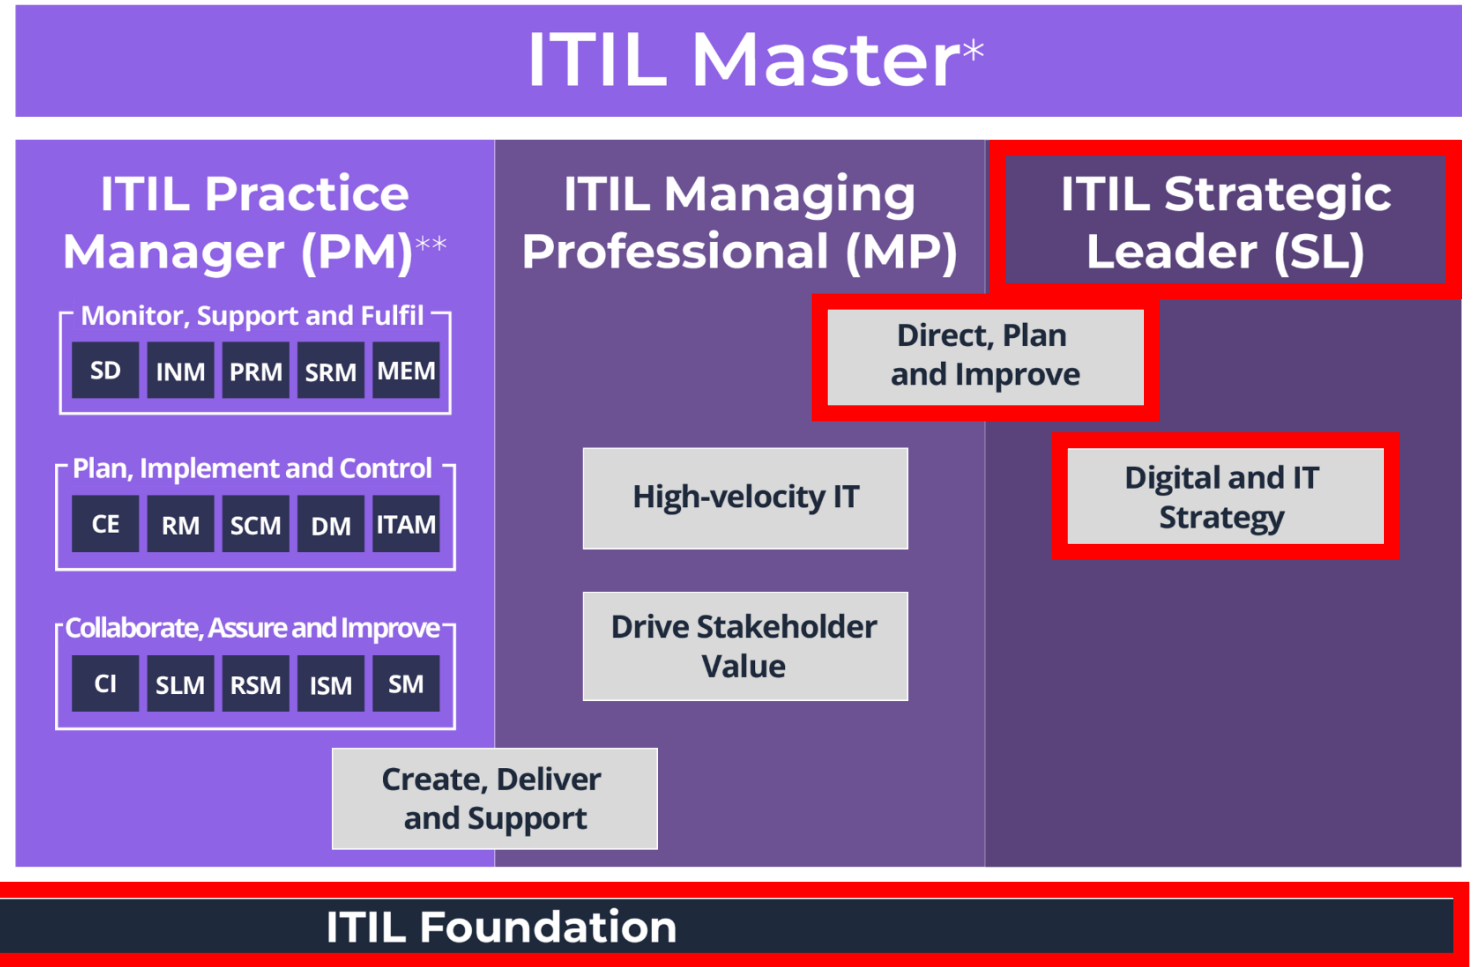 ITIL Master*
ITIL Practice
Manager (PM)**
Monitor, Support and Fulfil
SD INM PRM SRM MEM
Plan, Implement and Control
CE RM SCM DM ITAM
Collaborate, Assure and Improve
CI SLM RSM ISM SM
Create, Deliver
and Support
ITIL Managing
Professional (MP)
Direct, Plan
and Improve
High-velocity IT
Drive Stakeholder
Value
ITIL Strategic
Leader (SL)
Digital and IT
Strategy
ITIL Foundation